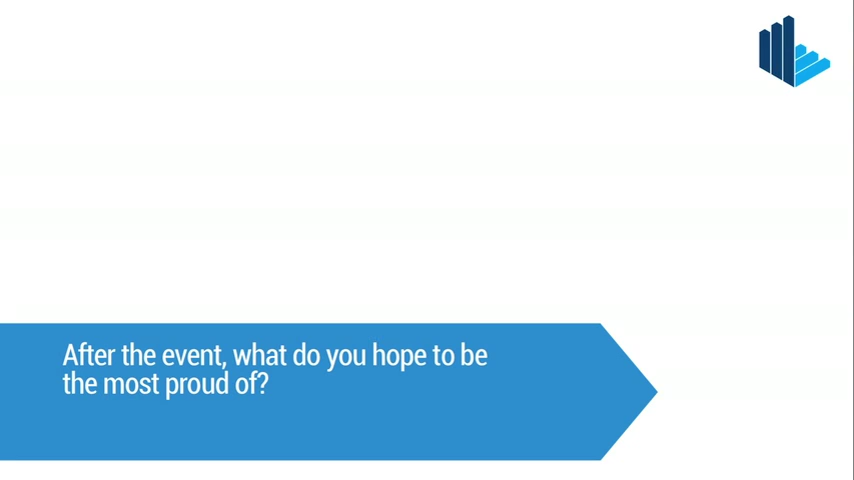 After the event, what do you hope to be
the most proud of?